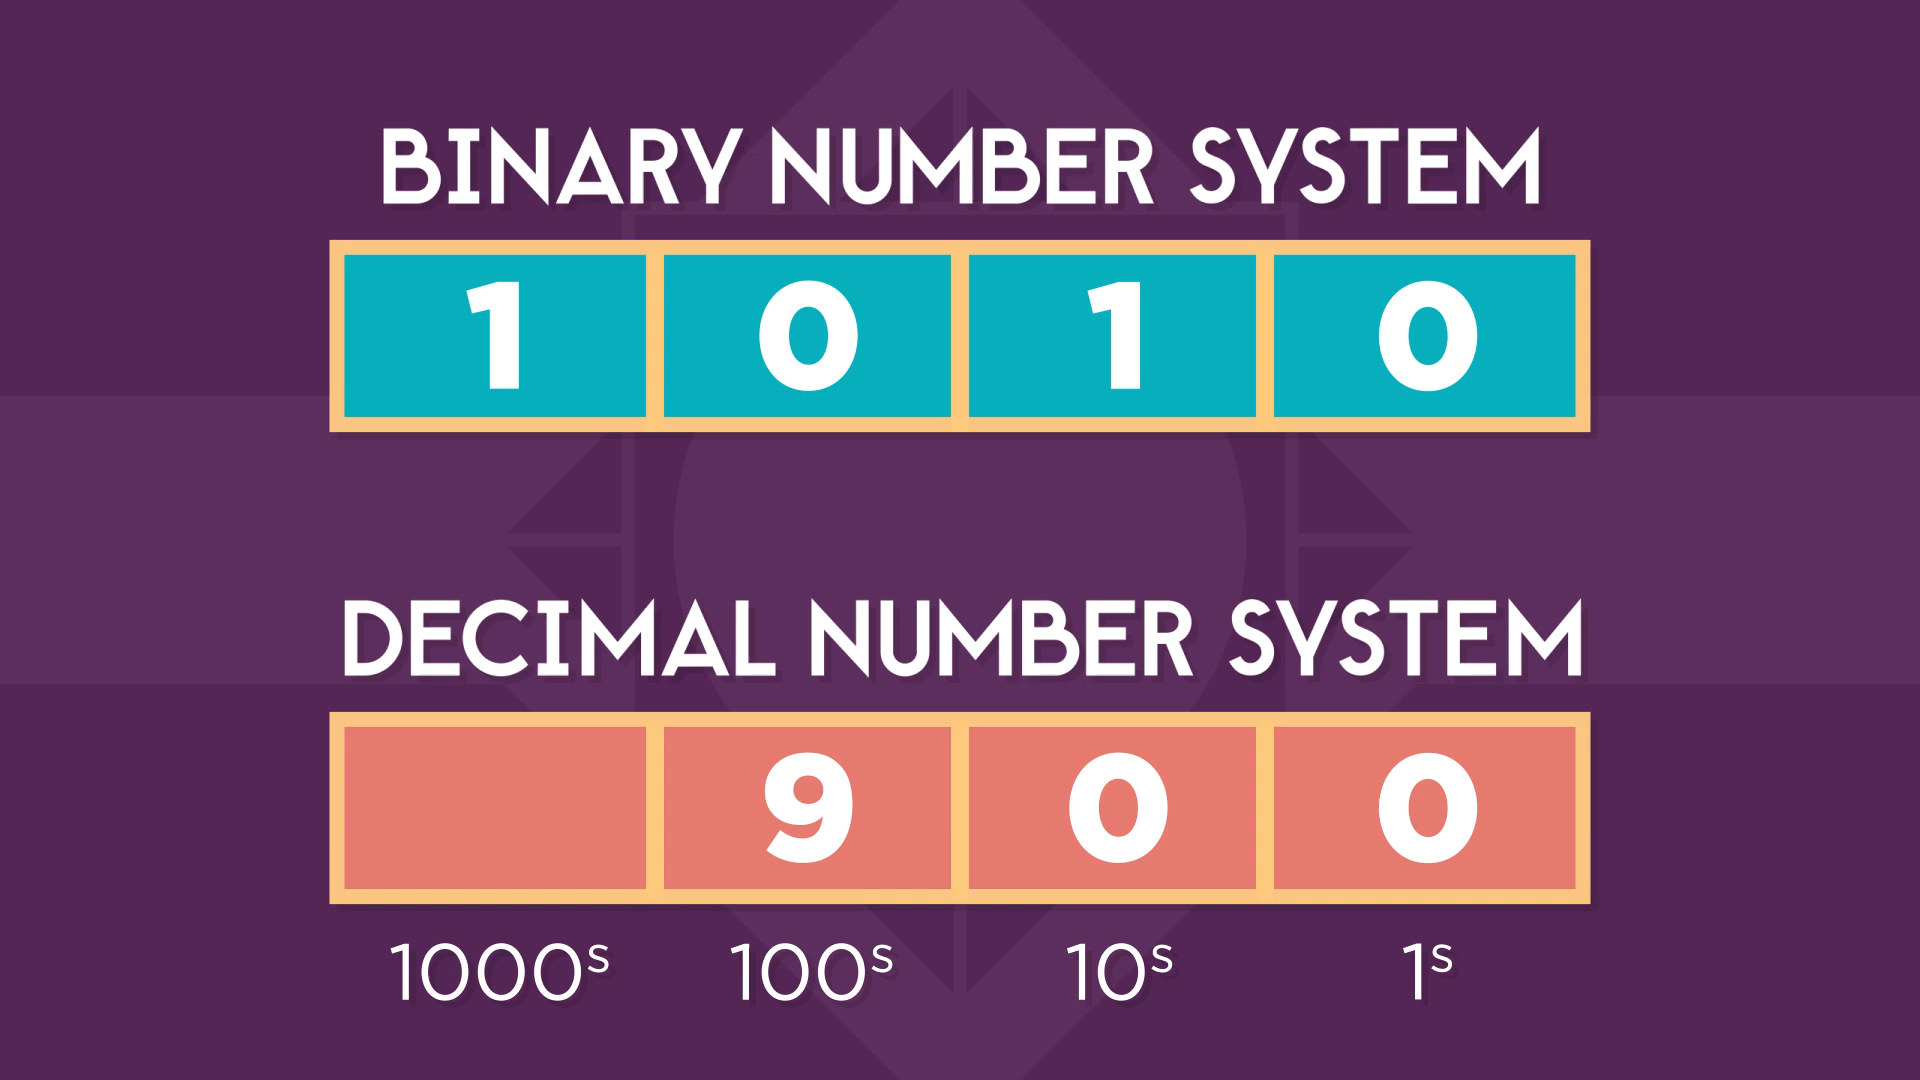 BINARY NUMBER SYSTEM
1 0 1 0
DECIMAL NUMBER SYSTEM
9 0 0
1000s 100s 10s 1s